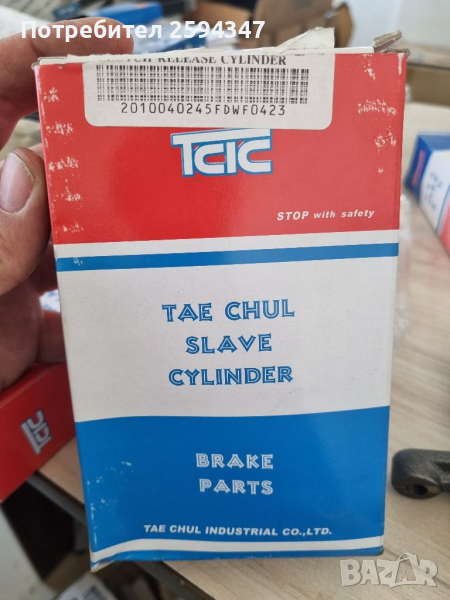 Потребител 2594347
RELEASE CYLINDER
2010040245FDWF0423
TCIC
STOP with safety
TAE CHUL
SLAVE
CYLINDER
BRAKE
PARTS
TAE CHUL INDUSTRIAL CO.,LTD.
BAZAR